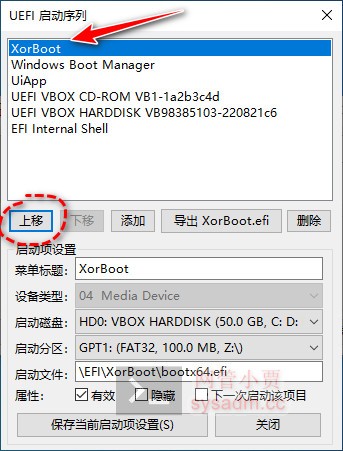 UEFI 启动序列
XorBoot
Windows Boot Manager
UiApp
UEFI VBOX CD-ROM VB1-1a2b3c4d
UEFI VBOX HARDDISK VB98385103-220821c6
EFI Internal Shell
上移 下移 添加 导出 XorBoot.efi 删除
启动项设置
菜单标题： XorBoot
设备类型： 04 Media Device
启动磁盘： HD0: VBOX HARDDISK (50.0 GB, C: D:
启动分区： GPT1: (FAT32, 100.0 MB, Z:\)
启动文件： \EFI\XorBoot\bootx64.efi
属性： 有效 隐藏 下一次启动该项目
网管小贾
sysadm.cc
保存当前启动项设置(S) 关闭